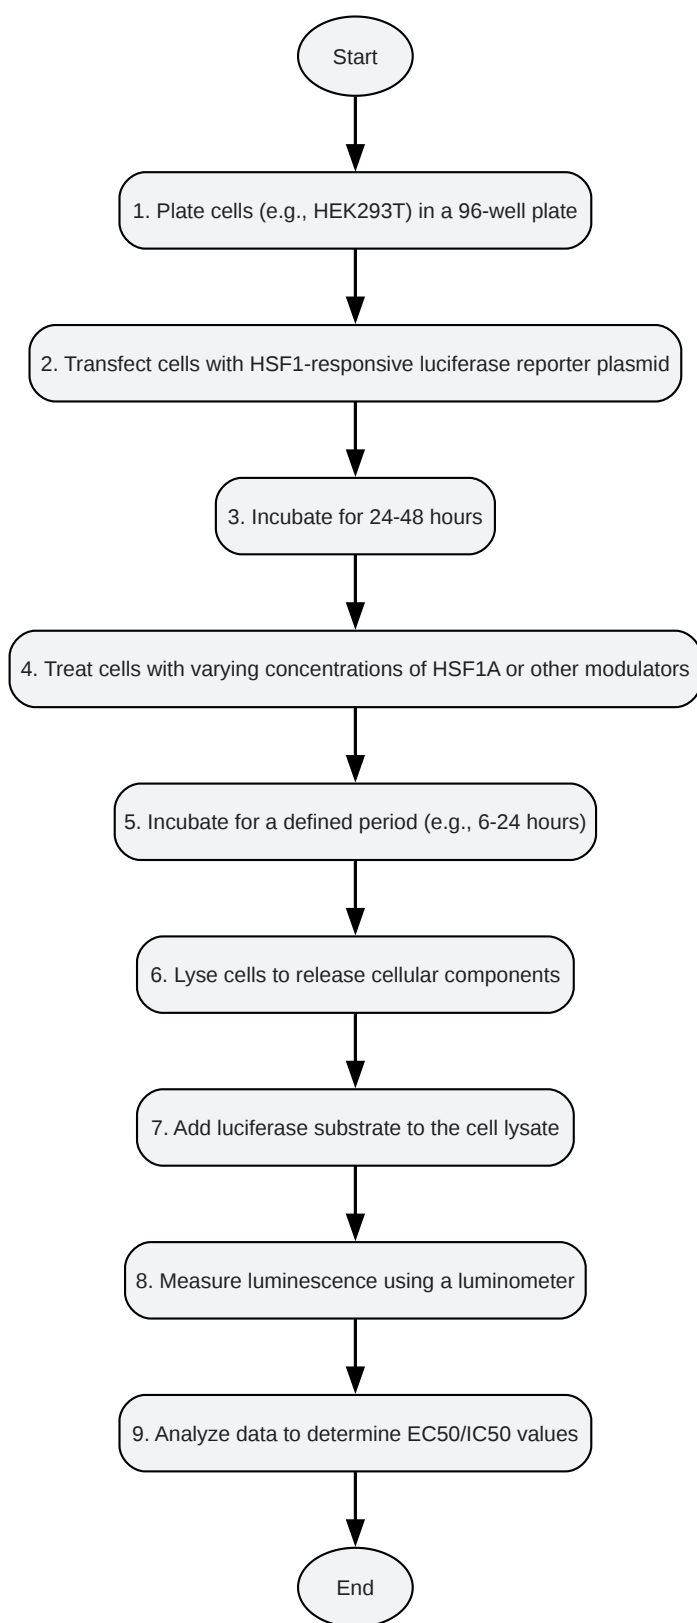 Start
1. Plate cells (e.g., HEK293T) in a 96-well plate
2. Transfect cells with HSF1-responsive luciferase reporter plasmid
3. Incubate for 24-48 hours
4. Treat cells with varying concentrations of HSF1A or other modulators
5. Incubate for a defined period (e.g., 6-24 hours)
6. Lyse cells to release cellular components
7. Add luciferase substrate to the cell lysate
8. Measure luminescence using a luminometer
9. Analyze data to determine EC50/IC50 values
End